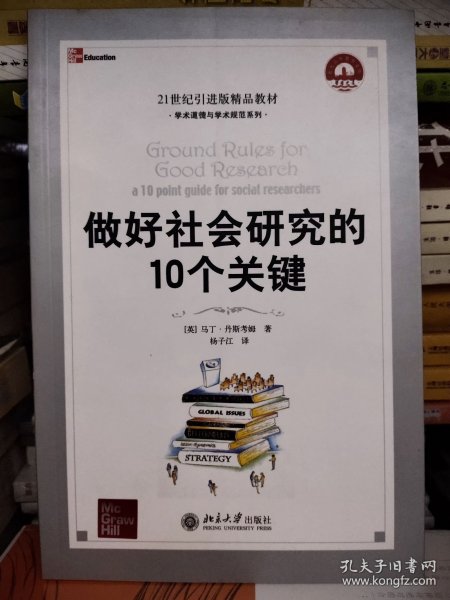 Mc
Graw
Hill
Education
21世纪引进版精品教材
·学术道德与学术规范系列·
Ground Rules for
Good Research
a 10 point guide for social researchers
做好社会研究的
10个关键
[英] 马丁·丹斯考姆 著
杨子江 译
GLOBAL ISSUES
STRATEGY
Mc
Graw
Hill
北京大学出版社
PEKING UNIVERSITY PRESS
孔夫子旧书网
www.kongfz.com